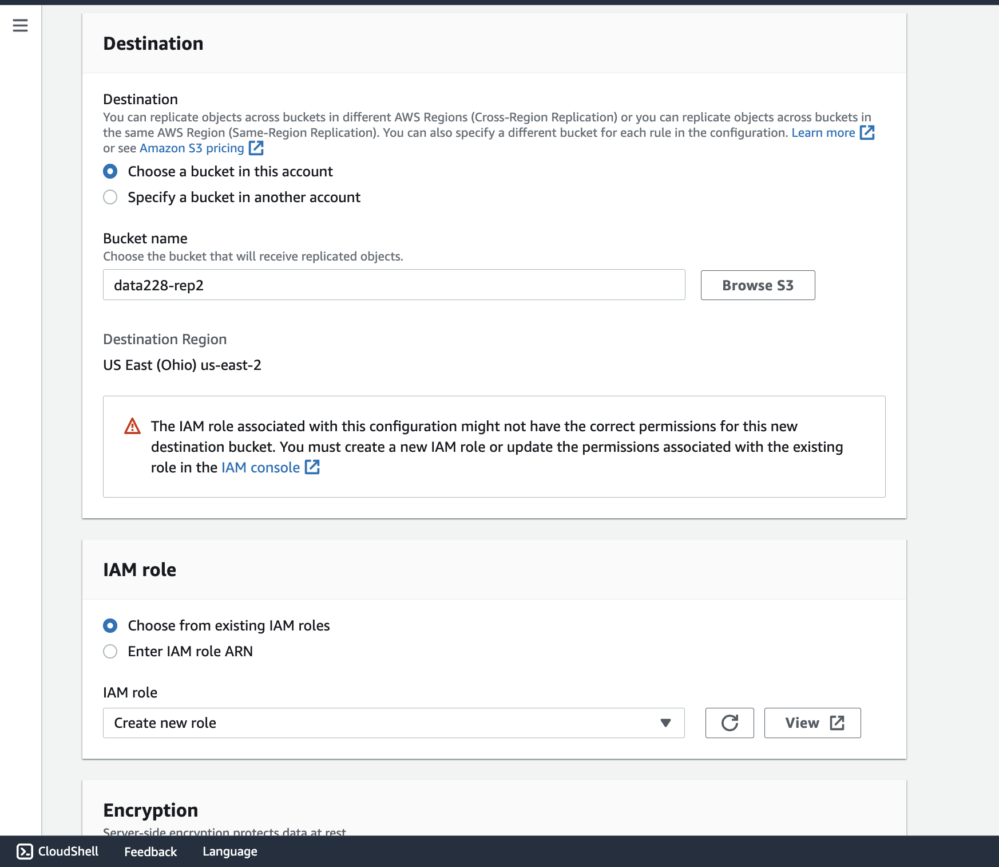 Destination
Destination
You can replicate objects across buckets in different AWS Regions (Cross-Region Replication) or you can replicate objects across buckets in
the same AWS Region (Same-Region Replication). You can also specify a different bucket for each rule in the configuration. Learn more
or see Amazon S3 pricing
Choose a bucket in this account
Specify a bucket in another account
Bucket name
Choose the bucket that will receive replicated objects.
data228-rep2
Browse S3
Destination Region
US East (Ohio) us-east-2
The IAM role associated with this configuration might not have the correct permissions for this new
destination bucket. You must create a new IAM role or update the permissions associated with the existing
role in the IAM console
IAM role
Choose from existing IAM roles
Enter IAM role ARN
IAM role
Create new role
View
Encryption
Server-side encryption protects data at rest
CloudShell Feedback Language